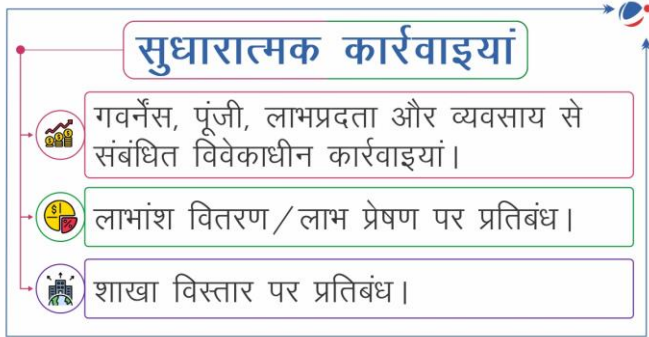 सुधारात्मक कार्रवाइयां
गवर्नेंस, पूंजी, लाभप्रदता और व्यवसाय से
संबंधित विवेकाधीन कार्रवाइयां।
लाभांश वितरण/लाभ प्रेषण पर प्रतिबंध।
शाखा विस्तार पर प्रतिबंध।